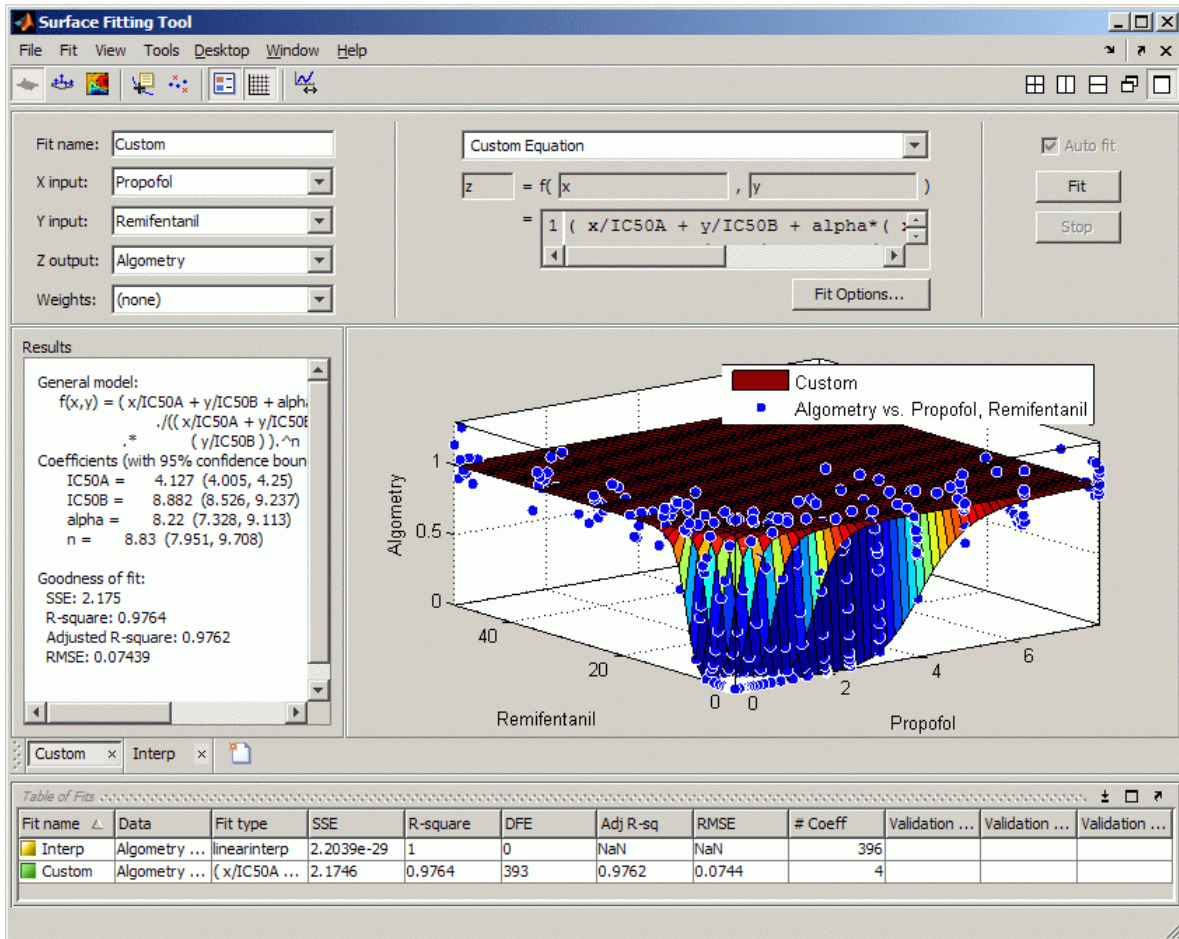 Surface Fitting Tool
File Fit View Tools Desktop Window Help
Fit name: Custom
X input: Propofol
Y input: Remifentanil
Z output: Algometry
Weights: (none)
Custom Equation
z = f( x , y )
= 1 ( x/IC50A + y/IC50B + alpha*( x
Fit Options...
Auto fit
Fit
Stop
Results
General model:
f(x,y) = ( x/IC50A + y/IC50B + alpha
./(( x/IC50A + y/IC50B
.* ( y/IC50B ) ).^n
Coefficients (with 95% confidence boun
IC50A = 4.127 (4.005, 4.25)
IC50B = 8.882 (8.526, 9.237)
alpha = 8.22 (7.328, 9.113)
n = 8.83 (7.951, 9.708)
Goodness of fit:
SSE: 2.175
R-square: 0.9764
Adjusted R-square: 0.9762
RMSE: 0.07439
Custom
Algometry vs. Propofol, Remifentanil
Algometry
1
0.5
0
40
20
0
0
2
4
6
Remifentanil
Propofol
Custom × Interp ×
Table of Fits
Fit name Data Fit type SSE R-square DFE Adj R-sq RMSE # Coeff Validation ... Validation ... Validation ...
Interp Algometry ... linearinterp 2.2039e-29 1 0 NaN NaN 396
Custom Algometry ... ( x/IC50A ... 2.1746 0.9764 393 0.9762 0.0744 4